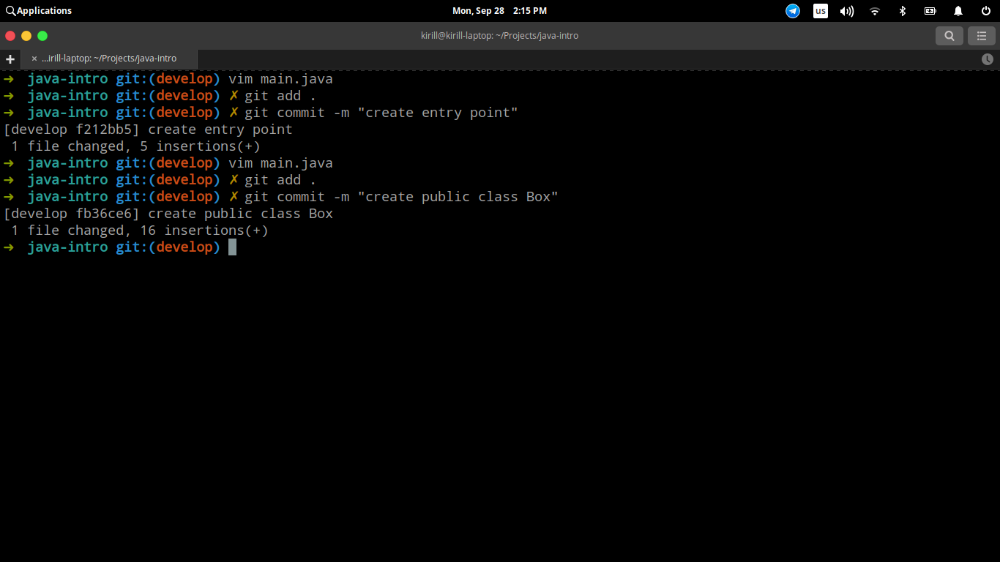 Applications
Mon, Sep 28 2:15 PM
us
kirill@kirill-laptop: ~/Projects/java-intro
+ × ...irill-laptop: ~/Projects/java-intro
➜ java-intro git:(develop) vim main.java
➜ java-intro git:(develop) ✗ git add .
➜ java-intro git:(develop) ✗ git commit -m "create entry point"
[develop f212bb5] create entry point
1 file changed, 5 insertions(+)
➜ java-intro git:(develop) vim main.java
➜ java-intro git:(develop) ✗ git add .
➜ java-intro git:(develop) ✗ git commit -m "create public class Box"
[develop fb36ce6] create public class Box
1 file changed, 16 insertions(+)
➜ java-intro git:(develop)